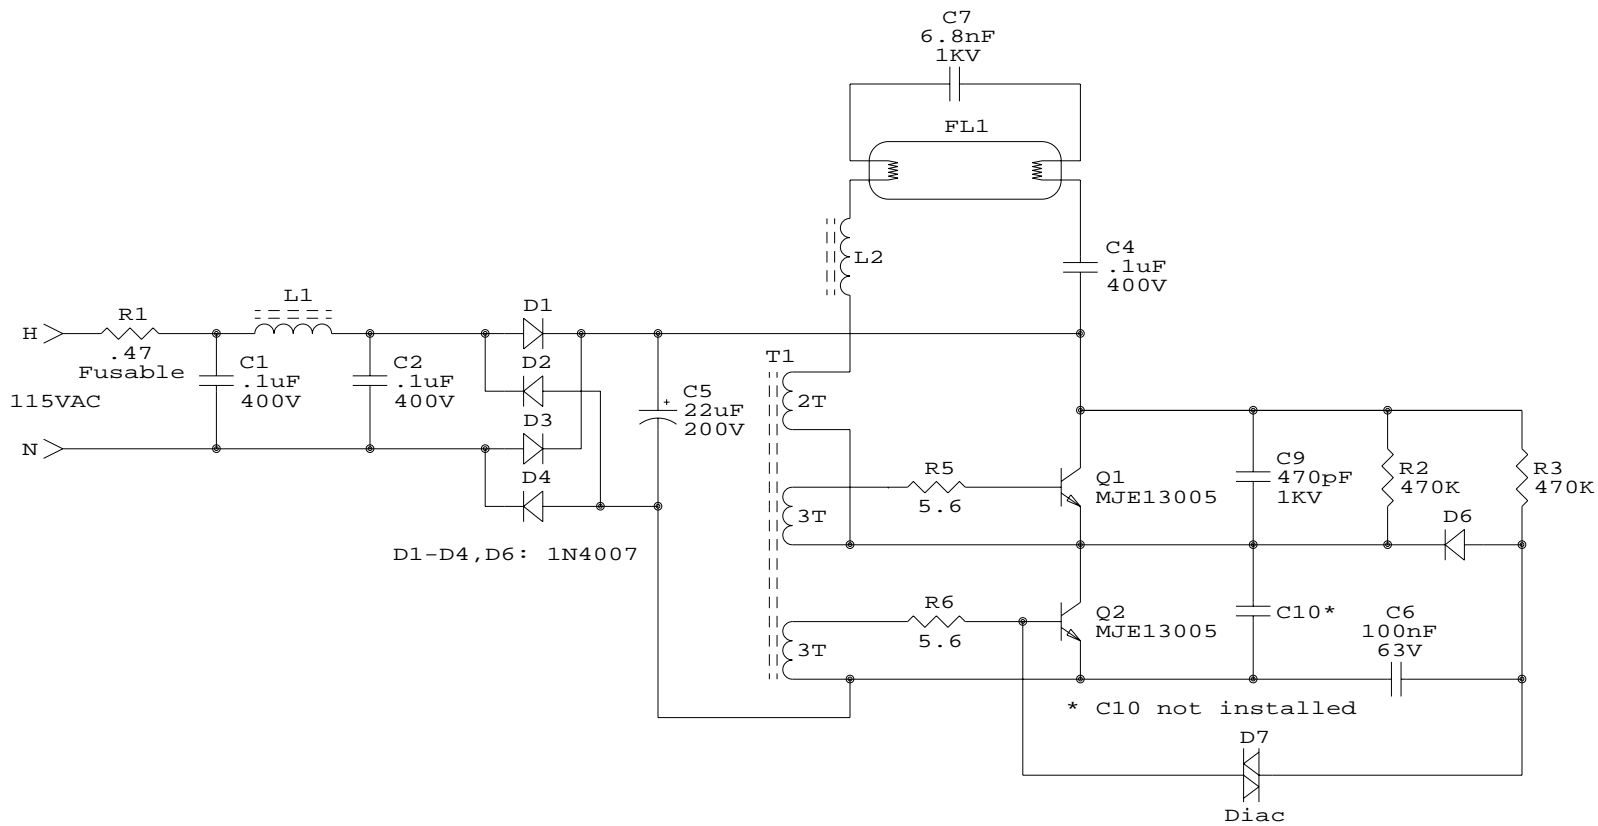 C7
6.8nF
1KV
FL1
L2
C4
.1uF
400V
L1
R1
.47
Fusable
H
115VAC
N
C1
.1uF
400V
C2
.1uF
400V
D1
D2
D3
D4
D1-D4,D6: 1N4007
+
C5
22uF
200V
T1
2T
3T
3T
R5
5.6
Q1
MJE13005
C9
470pF
1KV
R2
470K
R3
470K
D6
R6
5.6
Q2
MJE13005
C10*
C6
100nF
63V
* C10 not installed
D7
Diac